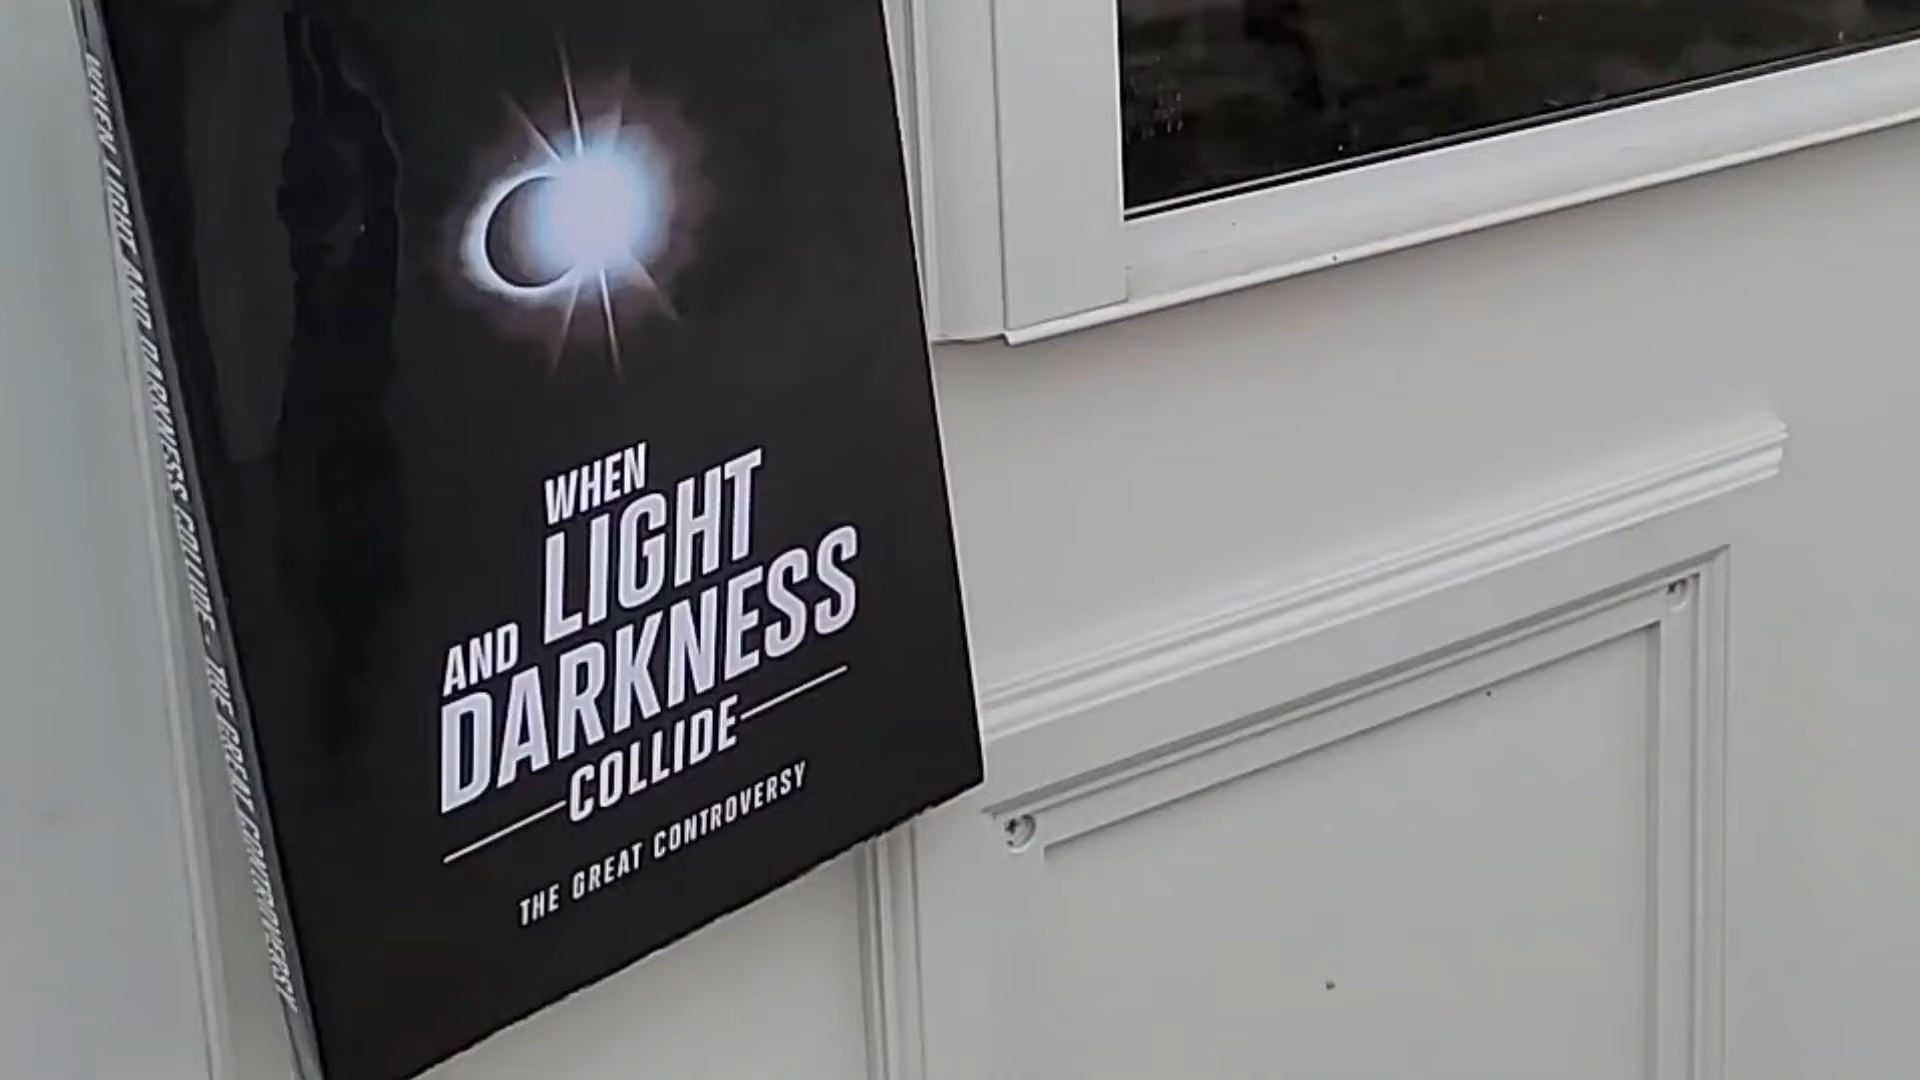 WHEN
LIGHT
AND DARKNESS
COLLIDE
THE GREAT CONTROVERSY
WHEN LIGHT AND DARKNESS COLLIDE - THE GREAT CONTROVERSY